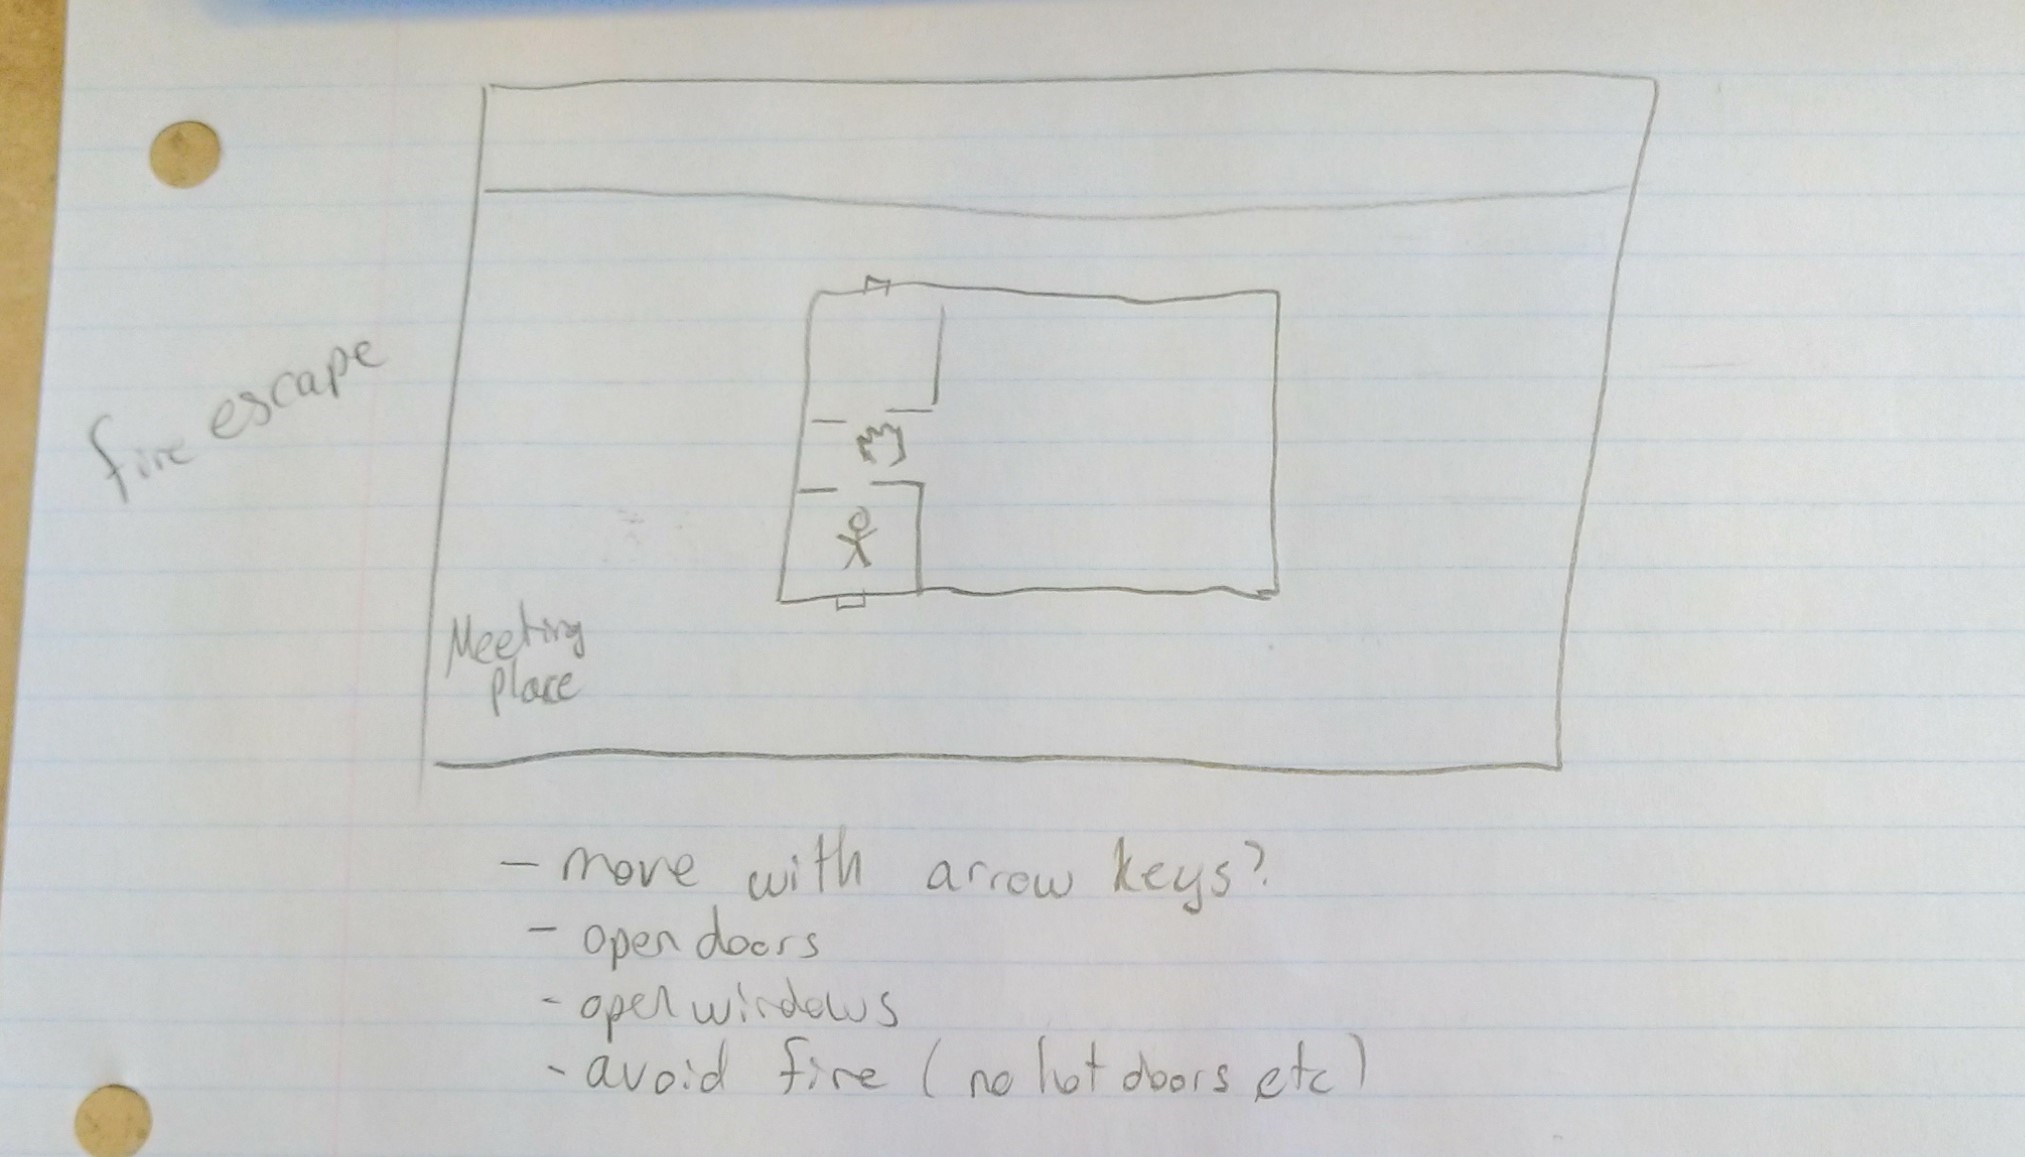 fire escape
Meeting
place
- move with arrow keys?
- open doors
- open windows
- avoid fire (no hot doors etc)